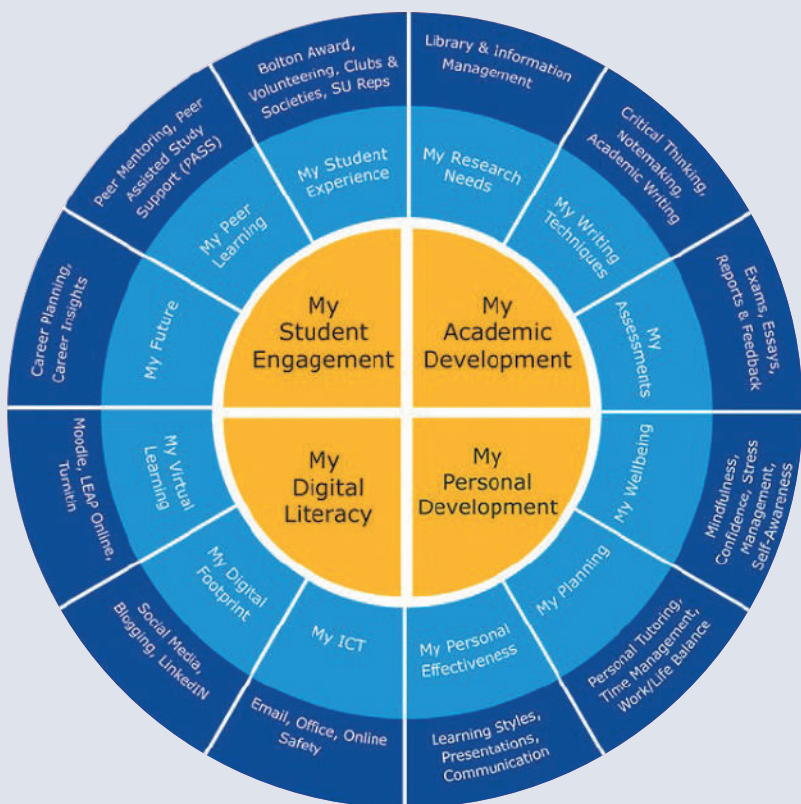 My
Student
Engagement
My
Academic
Development
My
Digital
Literacy
My
Personal
Development
My Research
Needs
My Writing
Techniques
My
Assessments
My Wellbeing
My Planning
My Personal
Effectiveness
My ICT
My Digital
Footprint
My Virtual
Learning
My Future
My Peer
Learning
My Student
Experience
Library & Information
Management
Critical Thinking,
Notemaking,
Academic Writing
Exams, Essays,
Reports & Feedback
Mindfulness,
Confidence, Stress
Management,
Self-Awareness
Personal Tutoring,
Time Management,
Work/Life Balance
Learning Styles,
Presentations,
Communication
Email, Office, Online
Safety
Social Media,
Blogging, LinkedIN
Moodle, LEAP Online,
Turnitin
Career Planning,
Career Insights
Peer Mentoring, Peer
Assisted Study
Support (PASS)
Bolton Award,
Volunteering, Clubs &
Societies, SU Reps